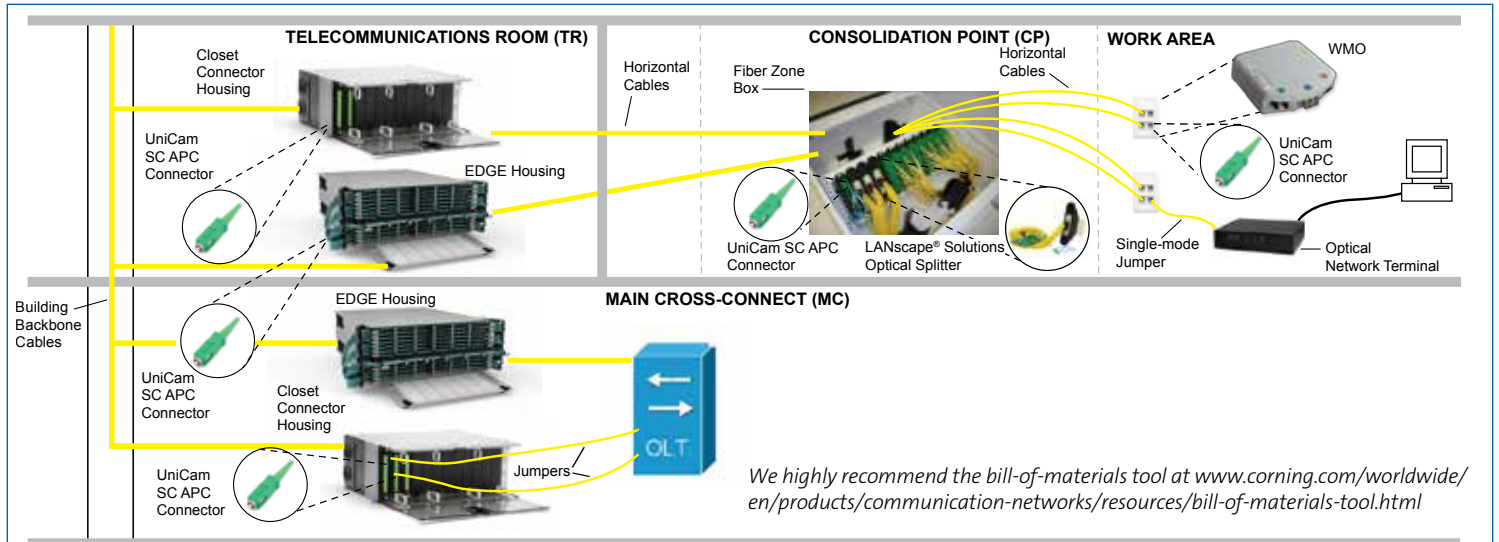 TELECOMMUNICATIONS ROOM (TR)
Closet
Connector
Housing
UniCam
SC APC
Connector
EDGE Housing
Horizontal
Cables
CONSOLIDATION POINT (CP)
Fiber Zone
Box
Horizontal
Cables
UniCam SC APC
Connector
LANscape® Solutions
Optical Splitter
WORK AREA
WMO
UniCam
SC APC
Connector
Single-mode
Jumper
Optical
Network Terminal
Building
Backbone
Cables
MAIN CROSS-CONNECT (MC)
EDGE Housing
UniCam
SC APC
Connector
Closet
Connector
Housing
UniCam
SC APC
Connector
Jumpers
OLT
We highly recommend the bill-of-materials tool at www.corning.com/worldwide/
en/products/communication-networks/resources/bill-of-materials-tool.html